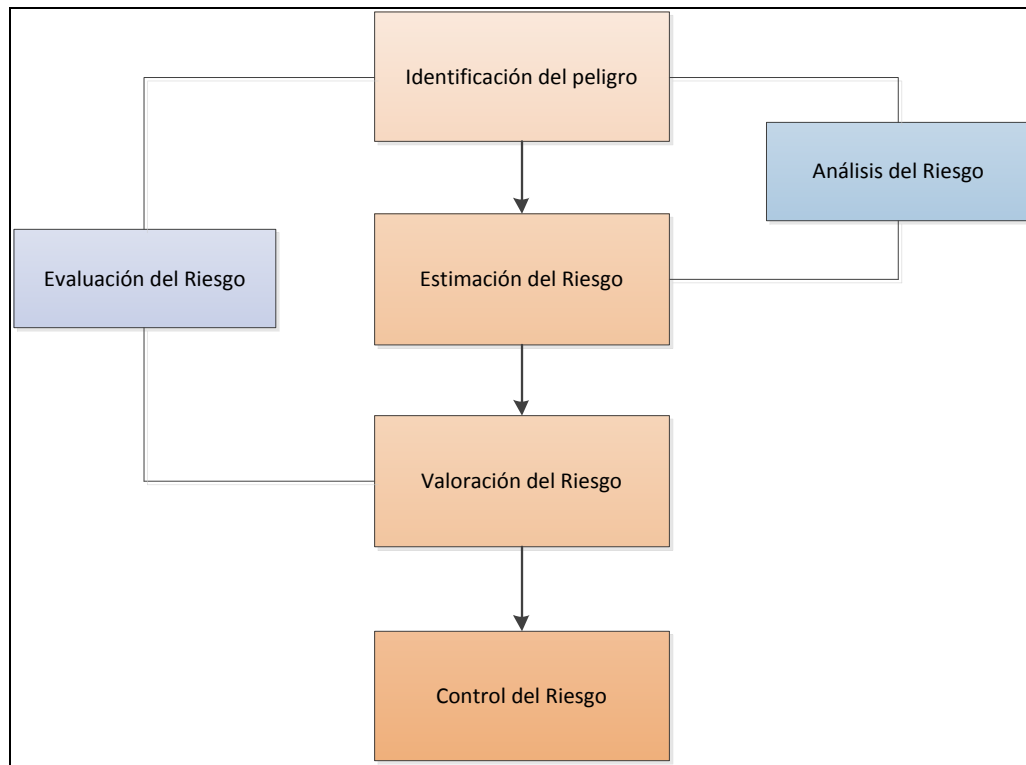 Identificación del peligro
Análisis del Riesgo
Evaluación del Riesgo
Estimación del Riesgo
Valoración del Riesgo
Control del Riesgo